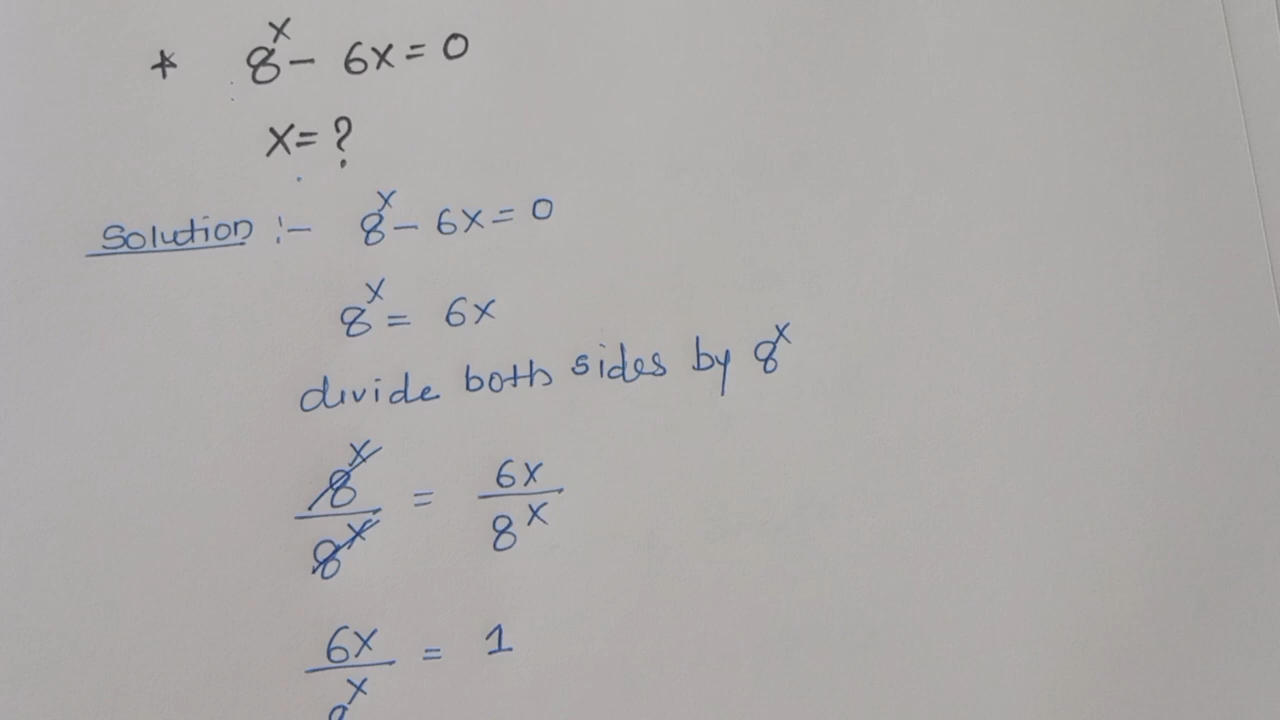 * 8^x - 6x = 0
x = ?
Solution :- 8^x - 6x = 0
8^x = 6x
divide both sides by 8^x
8^x/8^x = 6x/8^x
6x/8^x = 1